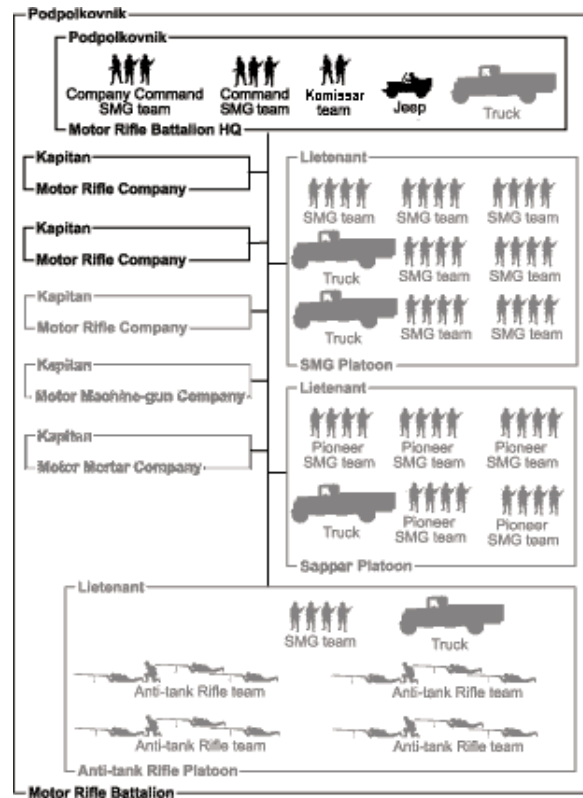 Podpolkovnik
Podpolkovnik
Company Command
SMG team
Command
SMG team
Komissar
team
Jeep
Truck
Motor Rifle Battalion HQ
Kapitan
Motor Rifle Company
Kapitan
Motor Rifle Company
Kapitan
Motor Rifle Company
Kapitan
Motor Machine-gun Company
Kapitan
Motor Mortar Company
Lietenant
SMG team
SMG team
SMG team
Truck
SMG team
SMG team
Truck
SMG team
SMG team
SMG Platoon
Lietenant
Pioneer
SMG team
Pioneer
SMG team
Pioneer
SMG team
Truck
Pioneer
SMG team
Pioneer
SMG team
Sappar Platoon
Lietenant
SMG team
Truck
Anti-tank Rifle team
Anti-tank Rifle team
Anti-tank Rifle team
Anti-tank Rifle team
Anti-tank Rifle Platoon
Motor Rifle Battalion